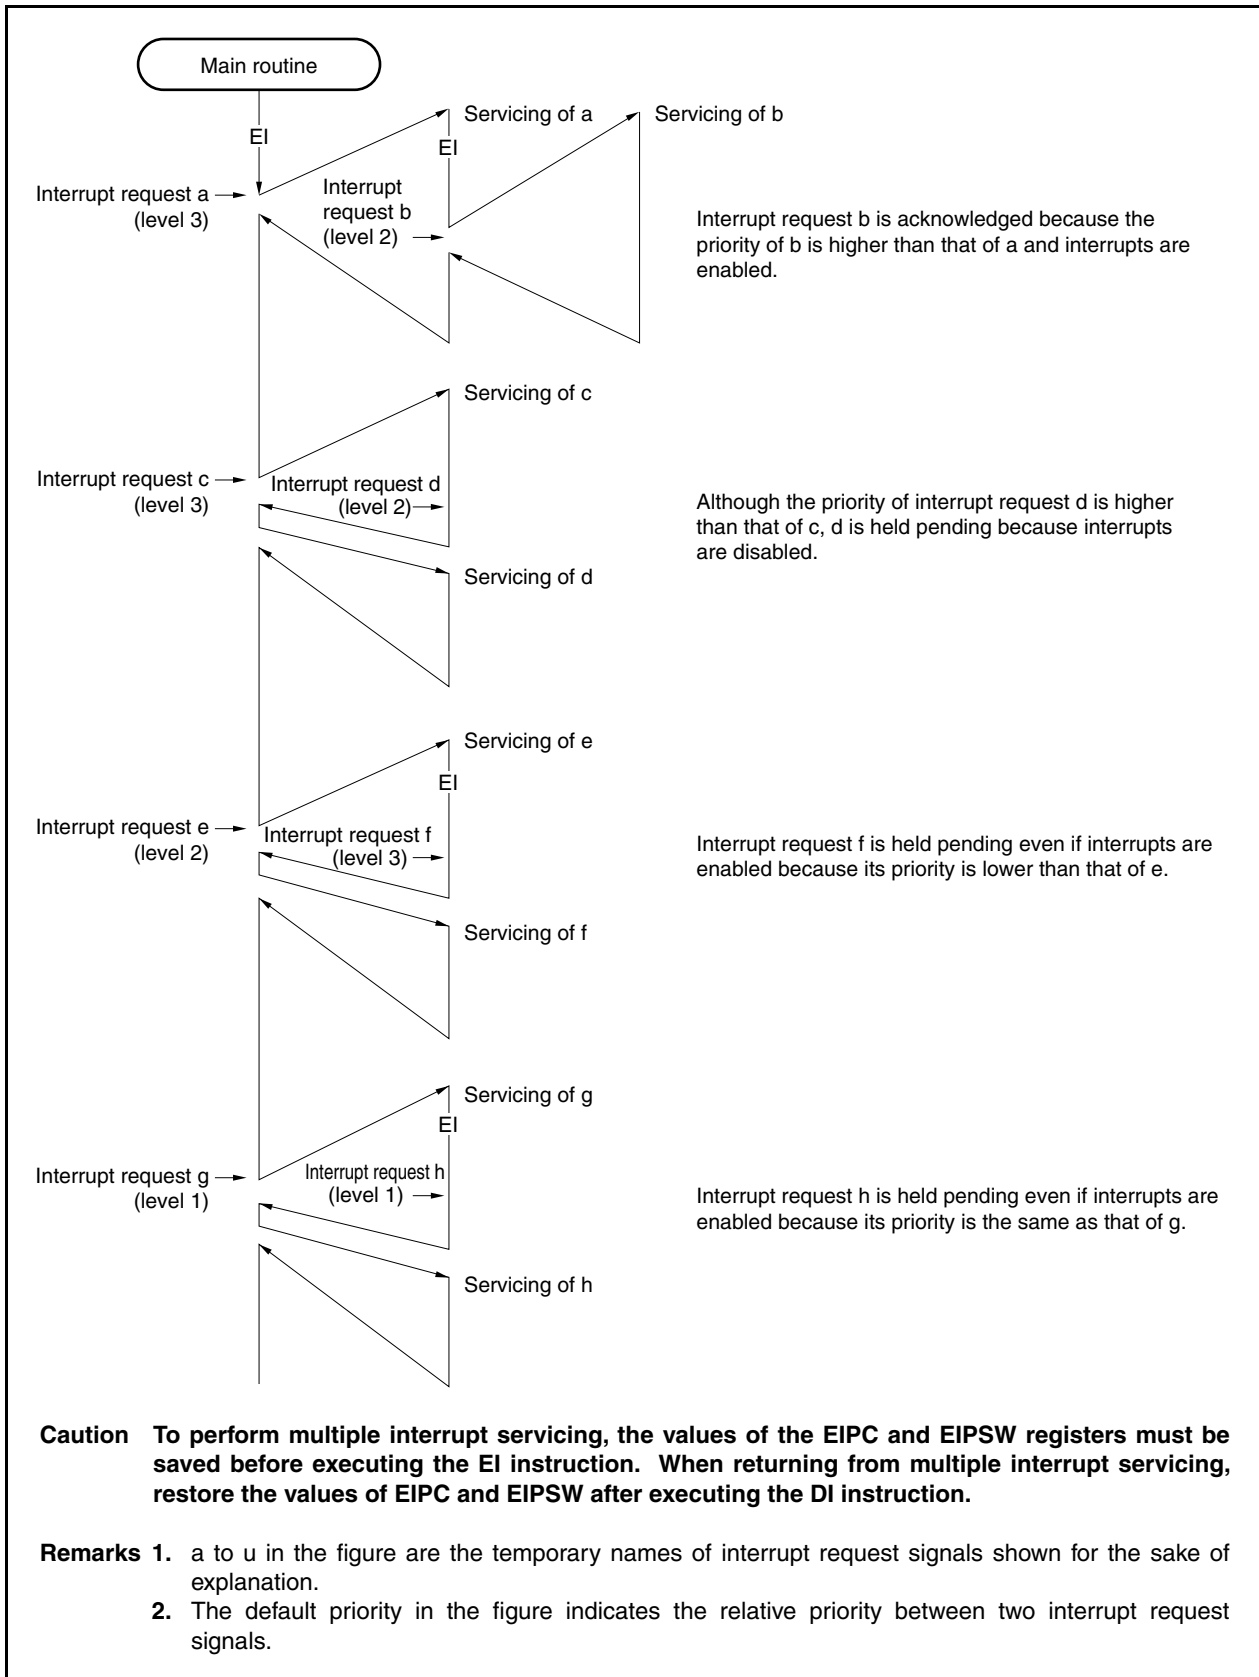 Main routine
EI
Servicing of a
Servicing of b
EI
Interrupt request a
(level 3)
Interrupt
request b
(level 2)
Interrupt request b is acknowledged because the
priority of b is higher than that of a and interrupts are
enabled.
Servicing of c
Interrupt request c
(level 3)
Interrupt request d
(level 2)
Although the priority of interrupt request d is higher
than that of c, d is held pending because interrupts
are disabled.
Servicing of d
Servicing of e
EI
Interrupt request e
(level 2)
Interrupt request f
(level 3)
Interrupt request f is held pending even if interrupts are
enabled because its priority is lower than that of e.
Servicing of f
Servicing of g
EI
Interrupt request g
(level 1)
Interrupt request h
(level 1)
Interrupt request h is held pending even if interrupts are
enabled because its priority is the same as that of g.
Servicing of h
Caution To perform multiple interrupt servicing, the values of the EIPC and EIPSW registers must be
saved before executing the EI instruction. When returning from multiple interrupt servicing,
restore the values of EIPC and EIPSW after executing the DI instruction.
Remarks 1. a to u in the figure are the temporary names of interrupt request signals shown for the sake of
explanation.
2. The default priority in the figure indicates the relative priority between two interrupt request
signals.